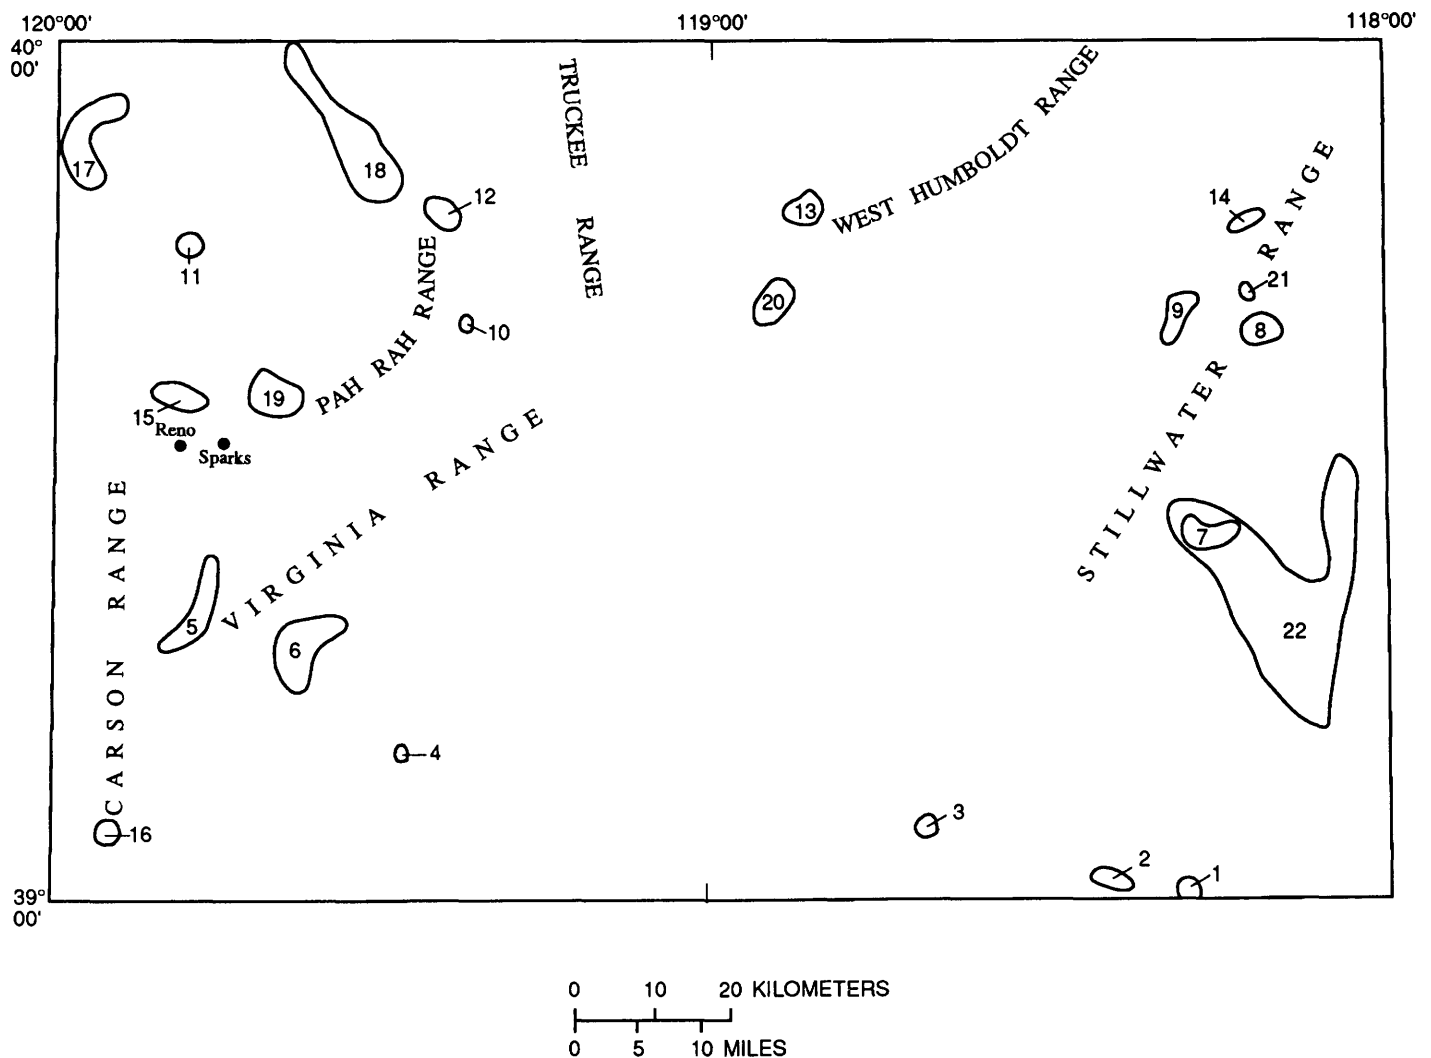 120°00' 119°00' 118°00'
40°
00'
TRUCKEE RANGE
WEST HUMBOLDT RANGE
17
18
12
13
14
11
21
20
9
8
10
PAH RAH RANGE
19
15
Reno
Sparks
STILLWATER RANGE
VIRGINIA RANGE
CARSON RANGE
7
5
6
22
4
3
16
2
1
39°
00'
0 10 20 KILOMETERS
0 5 10 MILES